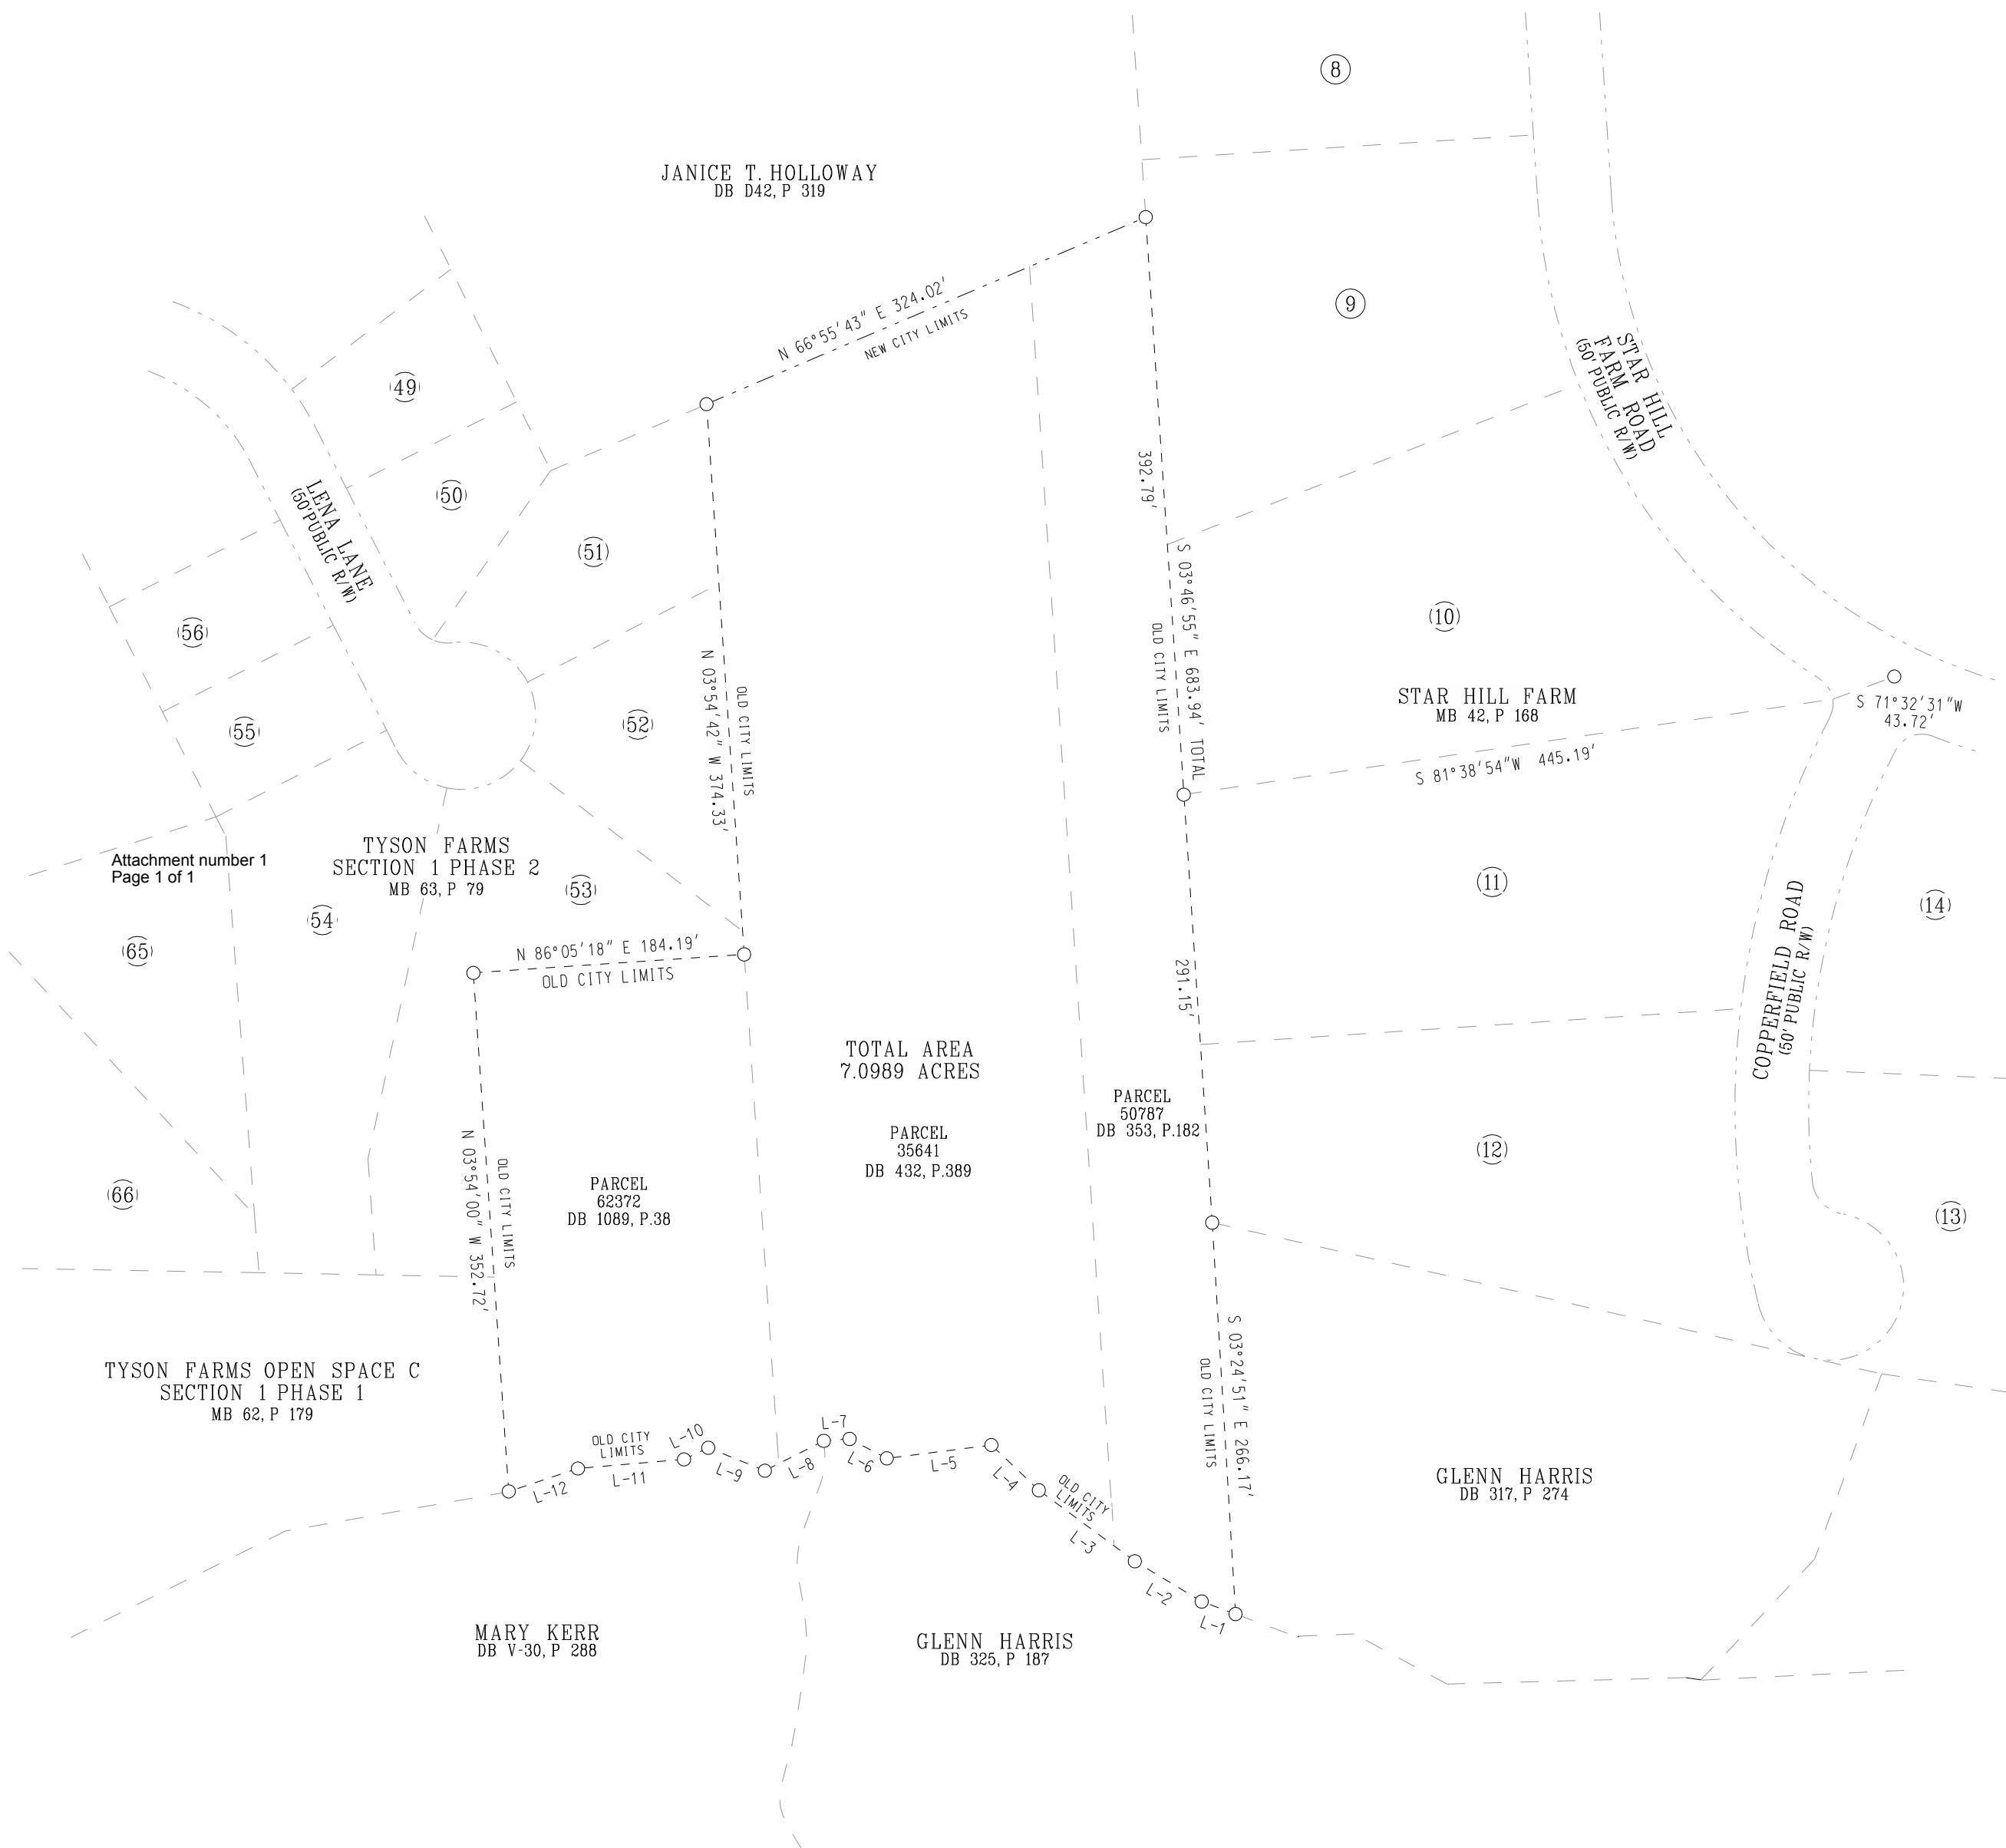 8
JANICE T. HOLLOWAY
DB D42, P 319
N 66°55'43" E 324.02'
NEW CITY LIMITS
9
STAR HILL
FARM ROAD
(50' PUBLIC R/W)
49
50
51
LENA LANE
(50'PUBLIC R/W)
392.79'
S 03°46'55" E 683.94' TOTAL
OLD CITY LIMITS
10
56
55
52
N 03°54'42" W 374.33'
OLD CITY LIMITS
STAR HILL FARM
MB 42, P 168
S 71°32'31"W
43.72'
S 81°38'54"W 445.19'
TYSON FARMS
SECTION 1 PHASE 2
MB 63, P 79
Attachment number 1
Page 1 of 1
53
54
65
11
14
COPPERFIELD ROAD
(50' PUBLIC R/W)
N 86°05'18" E 184.19'
OLD CITY LIMITS
291.15'
TOTAL AREA
7.0989 ACRES
PARCEL
50787
DB 353, P.182
PARCEL
35641
DB 432, P.389
12
N 03°54'00" W 352.72'
OLD CITY LIMITS
PARCEL
62372
DB 1089, P.38
66
13
TYSON FARMS OPEN SPACE C
SECTION 1 PHASE 1
MB 62, P 179
S 03°24'51" E 266.17'
OLD CITY LIMITS
OLD CITY
LIMITS
L-12
L-11
L-10
L-9
L-8
L-7
L-6
L-5
L-4
OLD CITY
LIMITS
L-3
L-2
L-1
GLENN HARRIS
DB 317, P 274
MARY KERR
DB V-30, P 288
GLENN HARRIS
DB 325, P 187